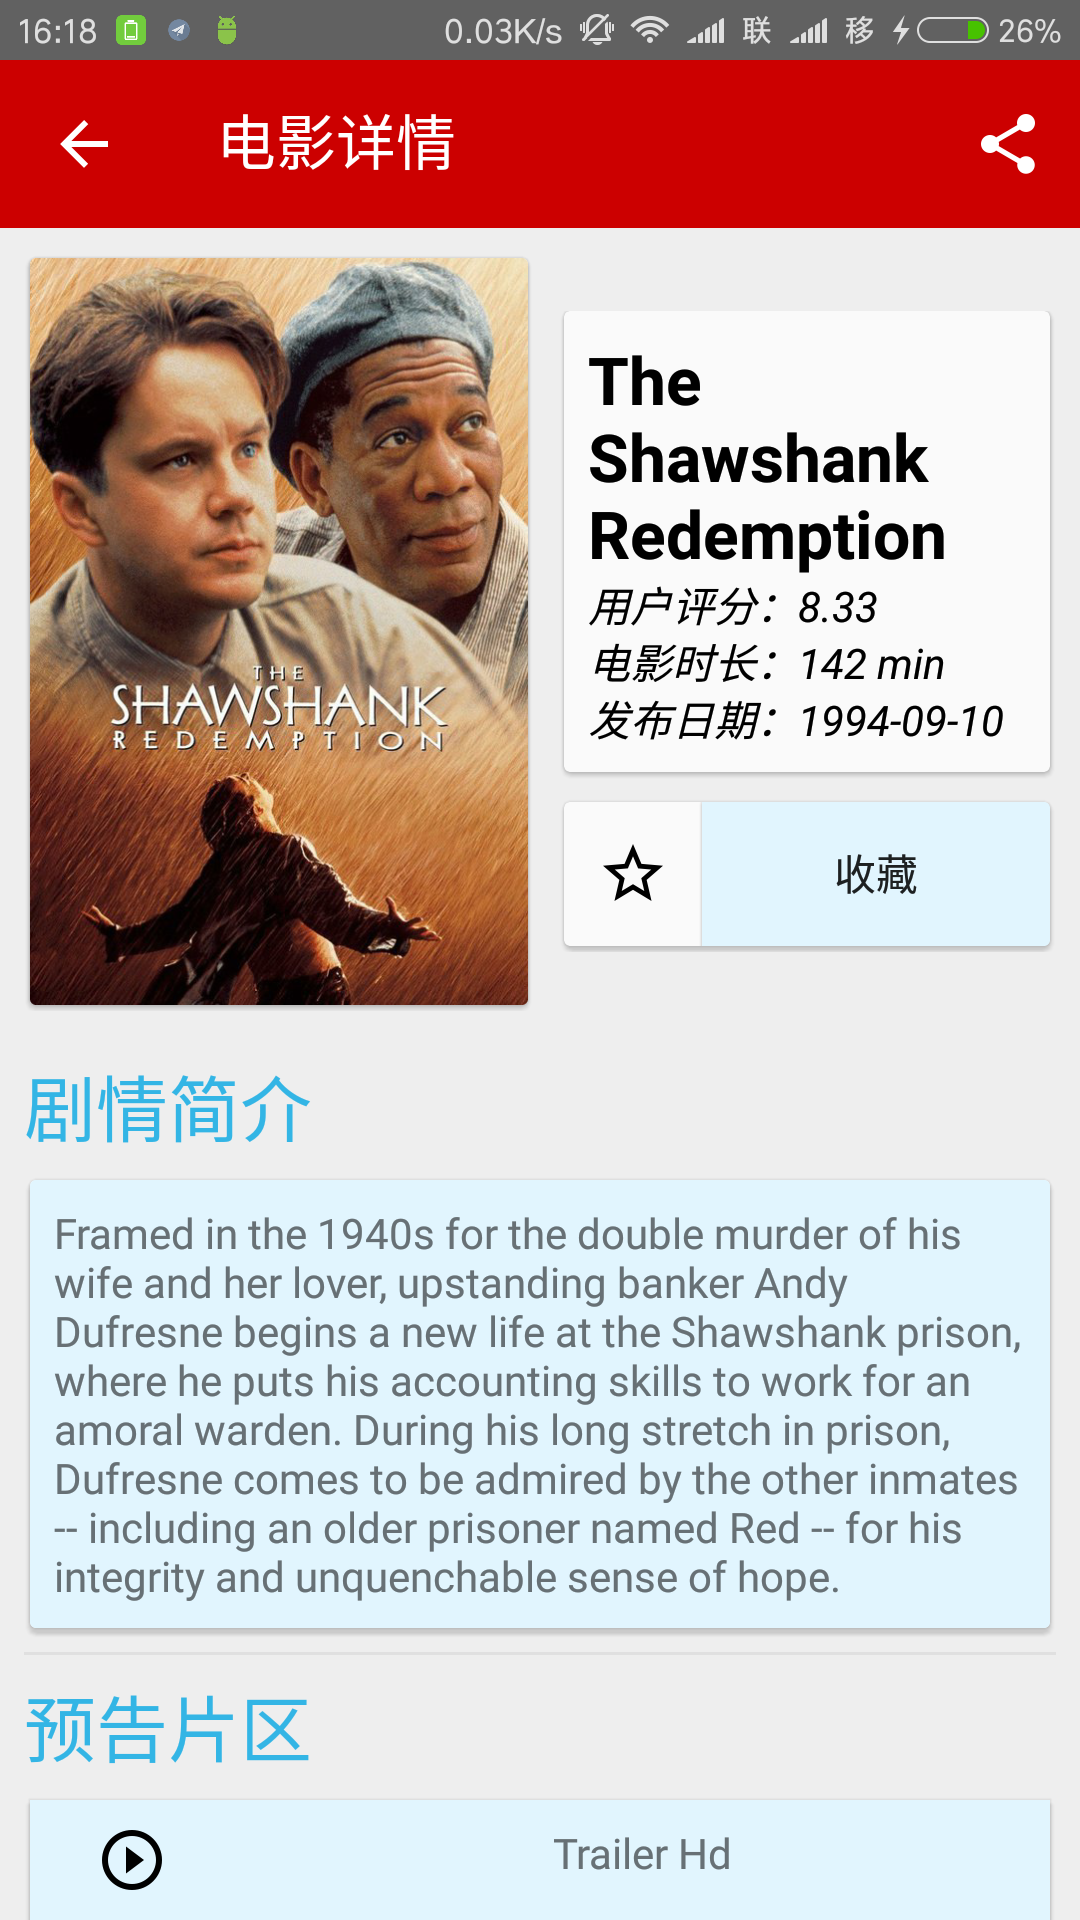 16:18 0.03K/s 联 移 26%
电影详情
THE
SHAWSHANK
REDEMPTION
The
Shawshank
Redemption
用户评分：8.33
电影时长：142 min
发布日期：1994-09-10
收藏
剧情简介
Framed in the 1940s for the double murder of his
wife and her lover, upstanding banker Andy
Dufresne begins a new life at the Shawshank prison,
where he puts his accounting skills to work for an
amoral warden. During his long stretch in prison,
Dufresne comes to be admired by the other inmates
-- including an older prisoner named Red -- for his
integrity and unquenchable sense of hope.
预告片区
Trailer Hd